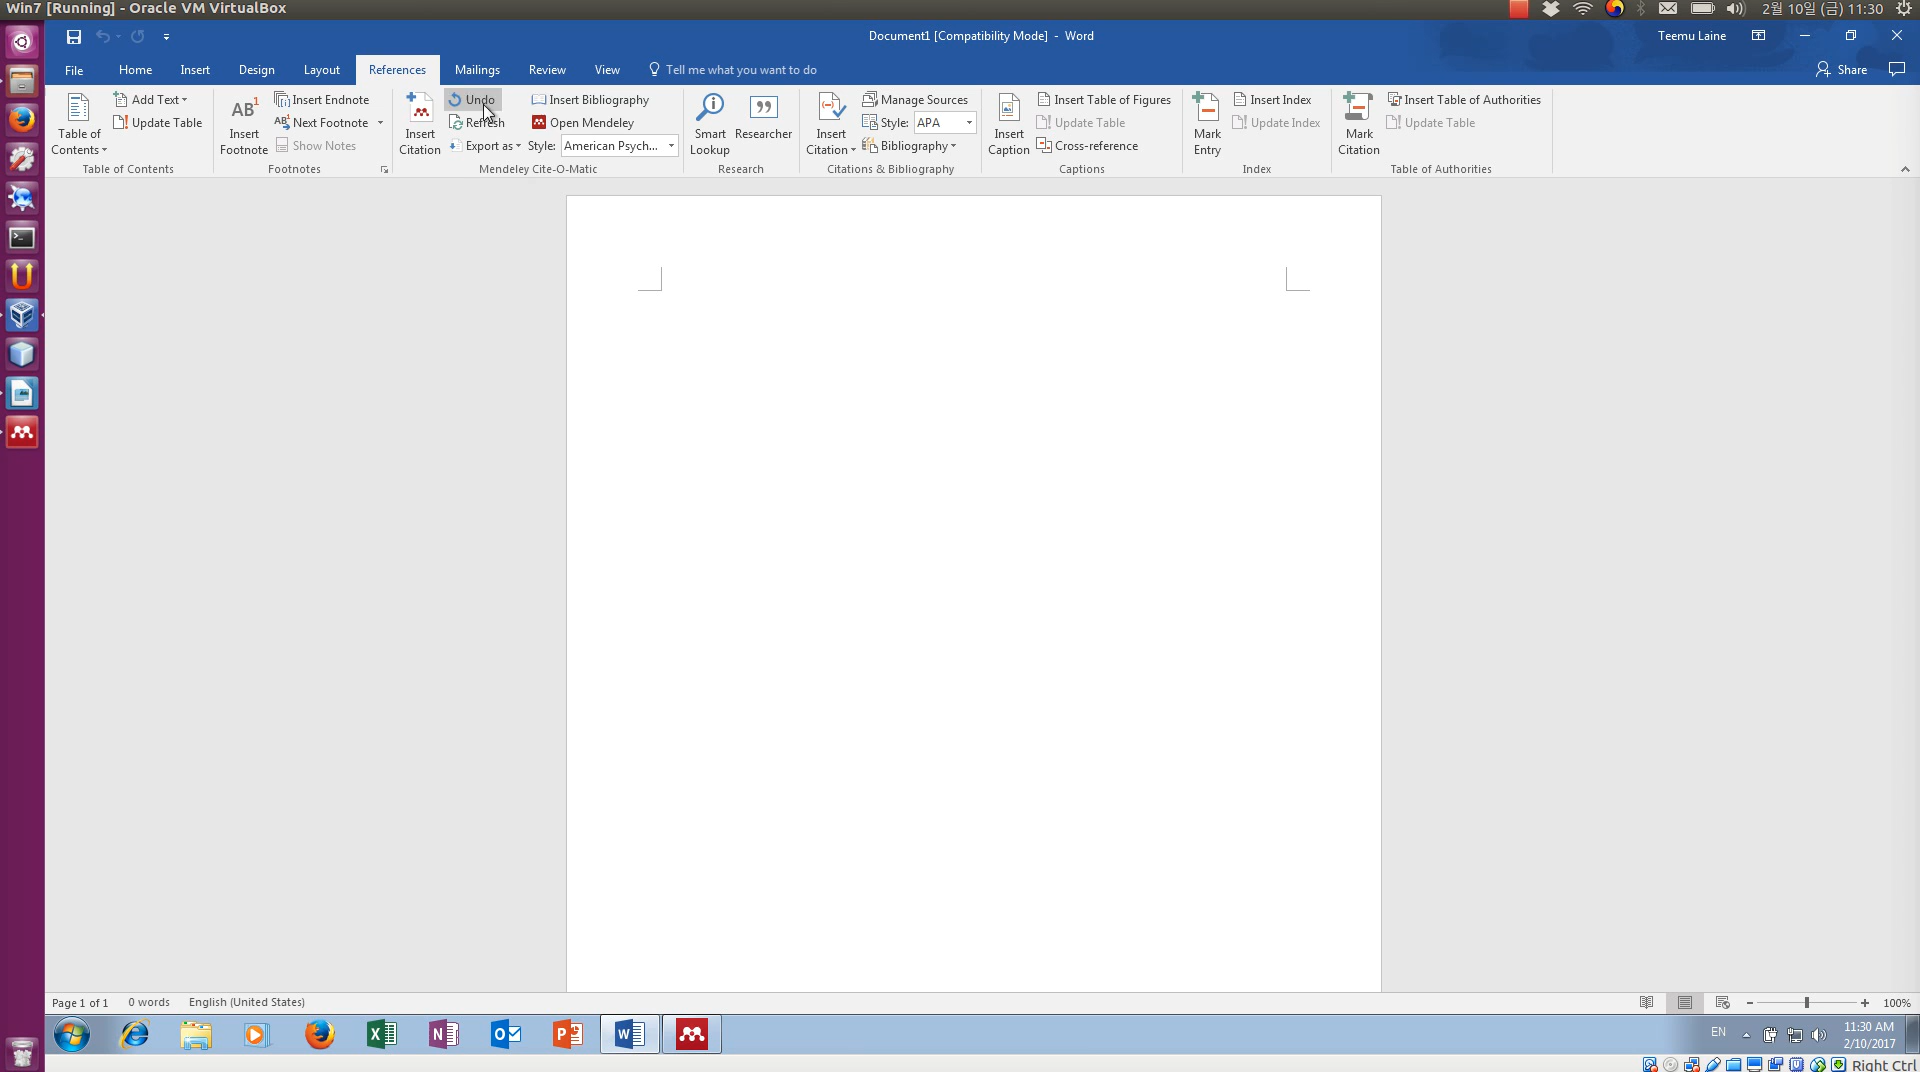 Win7 [Running] - Oracle VM VirtualBox
2월 10일 (금) 11:30
Document1 [Compatibility Mode] - Word
Teemu Laine
File Home Insert Design Layout References Mailings Review View Tell me what you want to do Share
Table of
Contents
Add Text
Update Table
Table of Contents
AB1
Insert
Footnote
Insert Endnote
AB1 Next Footnote
Show Notes
Footnotes
Insert
Citation
Undo
Refresh
Export as
Insert Bibliography
Open Mendeley
Style: American Psych...
Mendeley Cite-O-Matic
Smart
Lookup
Researcher
Research
Insert
Citation
Manage Sources
Style: APA
Bibliography
Citations & Bibliography
Insert
Caption
Insert Table of Figures
Update Table
Cross-reference
Captions
Mark
Entry
Insert Index
Update Index
Index
Mark
Citation
Insert Table of Authorities
Update Table
Table of Authorities
Page 1 of 1 0 words English (United States)
100%
EN
11:30 AM
2/10/2017
Right Ctrl